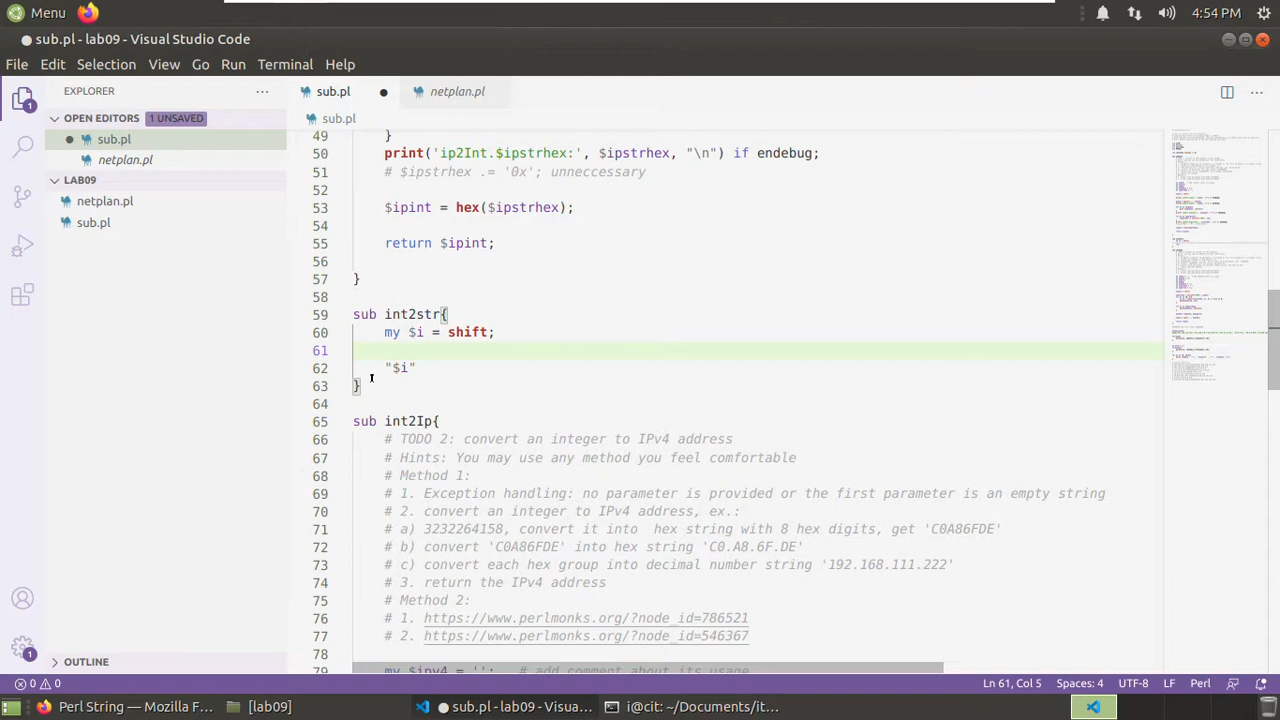 Menu
4:54 PM
sub.pl - lab09 - Visual Studio Code
File Edit Selection View Go Run Terminal Help
EXPLORER
sub.pl
netplan.pl
OPEN EDITORS 1 UNSAVED
sub.pl
sub.pl
netplan.pl
LAB09
netplan.pl
sub.pl
49 }
50 print('ip2Int.$ipstrhex:', $ipstrhex, "\n") if endebug;
51 # $ipstrhex .= '0x'; unneccessary
52
53 $ipint = hex($ipstrhex);
54
55 return $ipint;
56
57 }
58
59 sub int2str{
60 my $i = shift;
61
62 "$i"
63 }
64
65 sub int2Ip{
66 # TODO 2: convert an integer to IPv4 address
67 # Hints: You may use any method you feel comfortable
68 # Method 1:
69 # 1. Exception handling: no parameter is provided or the first parameter is an empty string
70 # 2. convert an integer to IPv4 address, ex.:
71 # a) 3232264158, convert it into  hex string with 8 hex digits, get 'C0A86FDE'
72 # b) convert 'C0A86FDE' into hex string 'C0.A8.6F.DE'
73 # c) convert each hex group into decimal number string '192.168.111.222'
74 # 3. return the IPv4 address
75 # Method 2:
76 # 1. https://www.perlmonks.org/?node_id=786521
77 # 2. https://www.perlmonks.org/?node_id=546367
78
79 my $ipv4 = '';   # add comment about its usage
OUTLINE
0 0
Ln 61, Col 5 Spaces: 4 UTF-8 LF Perl
Perl String — Mozilla F...
[lab09]
sub.pl - lab09 - Visua...
i@cit: ~/Documents/it...